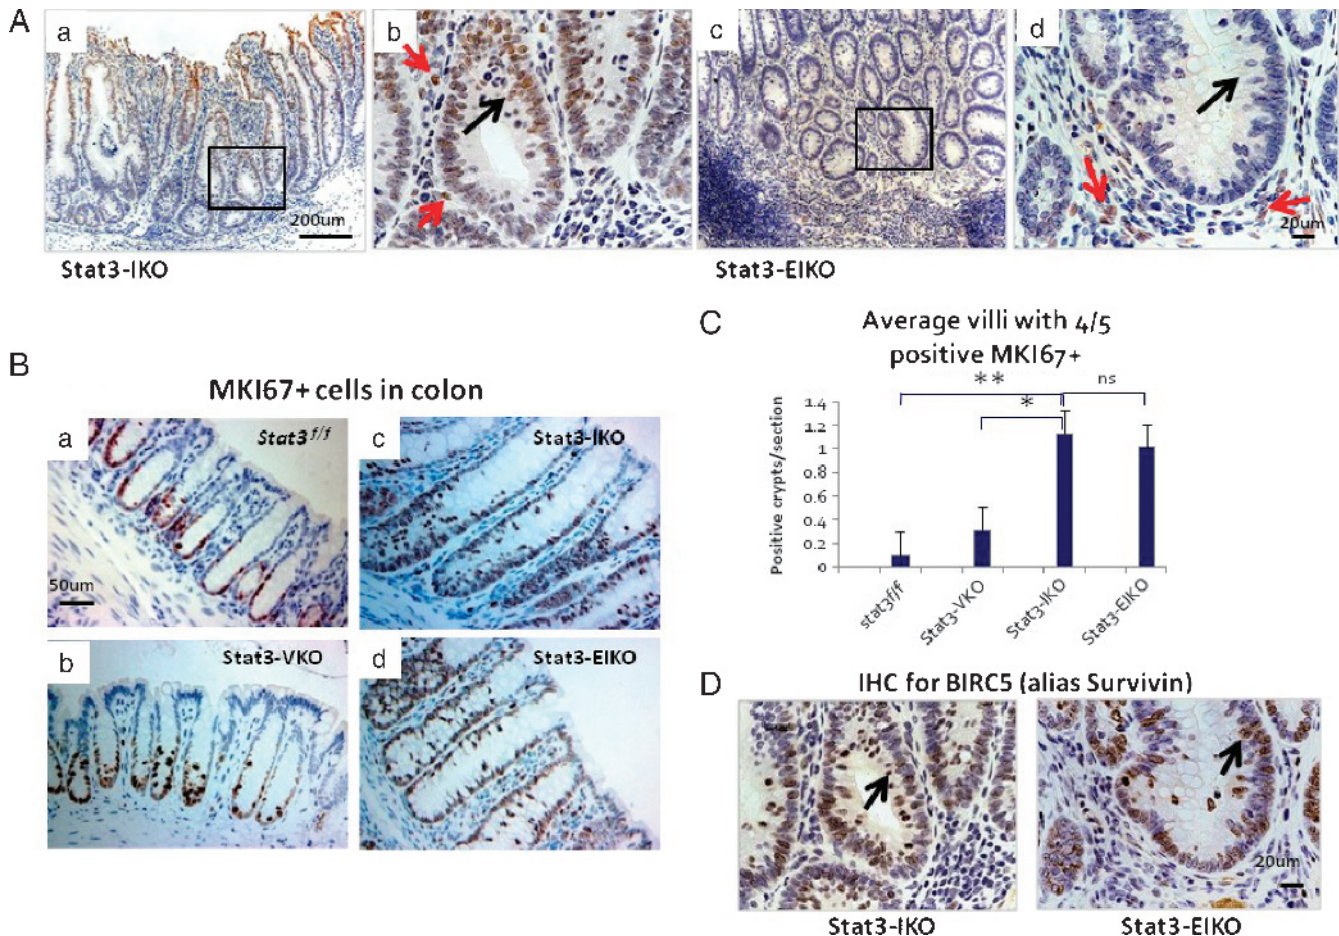 A
a
b
c
d
200um
20um
Stat3-IKO
Stat3-EIKO
B
MKI67+ cells in colon
a
Stat3 f/f
50um
c
Stat3-IKO
b
Stat3-VKO
d
Stat3-EIKO
C
Average villi with 4/5
positive MKI67+
**
ns
*
Positive crypts/section
1.4
1.2
1
0.8
0.6
0.4
0.2
0
stat3f/f
Stat3-VKO
Stat3-IKO
Stat3-EIKO
D
IHC for BIRC5 (alias Survivin)
20um
Stat3-IKO
Stat3-EIKO